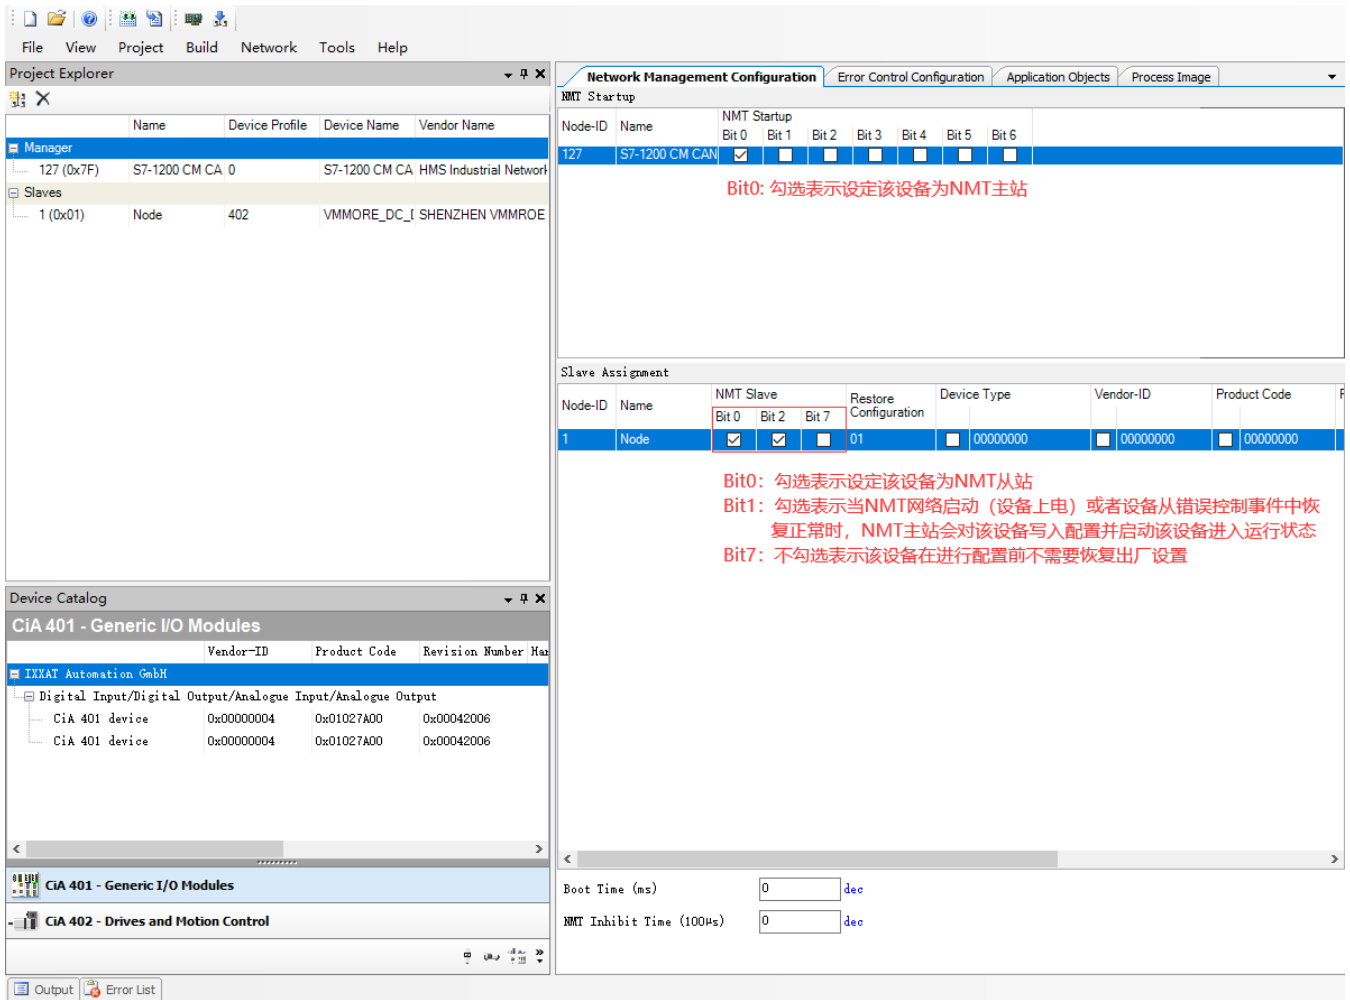 File View Project Build Network Tools Help
Project Explorer
Name Device Profile Device Name Vendor Name
Manager
127 (0x7F) S7-1200 CM CA 0 S7-1200 CM CA HMS Industrial Network
Slaves
1 (0x01) Node 402 VMMORE_DC_D SHENZHEN VMMROE
Device Catalog
CiA 401 - Generic I/O Modules
Vendor-ID Product Code Revision Number Har
IXXAT Automation GmbH
Digital Input/Digital Output/Analogue Input/Analogue Output
CiA 401 device 0x00000004 0x01027A00 0x00042006
CiA 401 device 0x00000004 0x01027A00 0x00042006
CiA 401 - Generic I/O Modules
CiA 402 - Drives and Motion Control
Output Error List
Network Management Configuration Error Control Configuration Application Objects Process Image
NMT Startup
Node-ID Name NMT Startup
Bit 0 Bit 1 Bit 2 Bit 3 Bit 4 Bit 5 Bit 6
127 S7-1200 CM CAN
Bit0: 勾选表示设定该设备为NMT主站
Slave Assignment
Node-ID Name NMT Slave Restore Configuration Device Type Vendor-ID Product Code
Bit 0 Bit 2 Bit 7
1 Node 01 00000000 00000000 00000000
Bit0：勾选表示设定该设备为NMT从站
Bit1：勾选表示当NMT网络启动（设备上电）或者设备从错误控制事件中恢
复正常时，NMT主站会对该设备写入配置并启动该设备进入运行状态
Bit7：不勾选表示该设备在进行配置前不需要恢复出厂设置
Boot Time (ms) 0 dec
NMT Inhibit Time (100µs) 0 dec